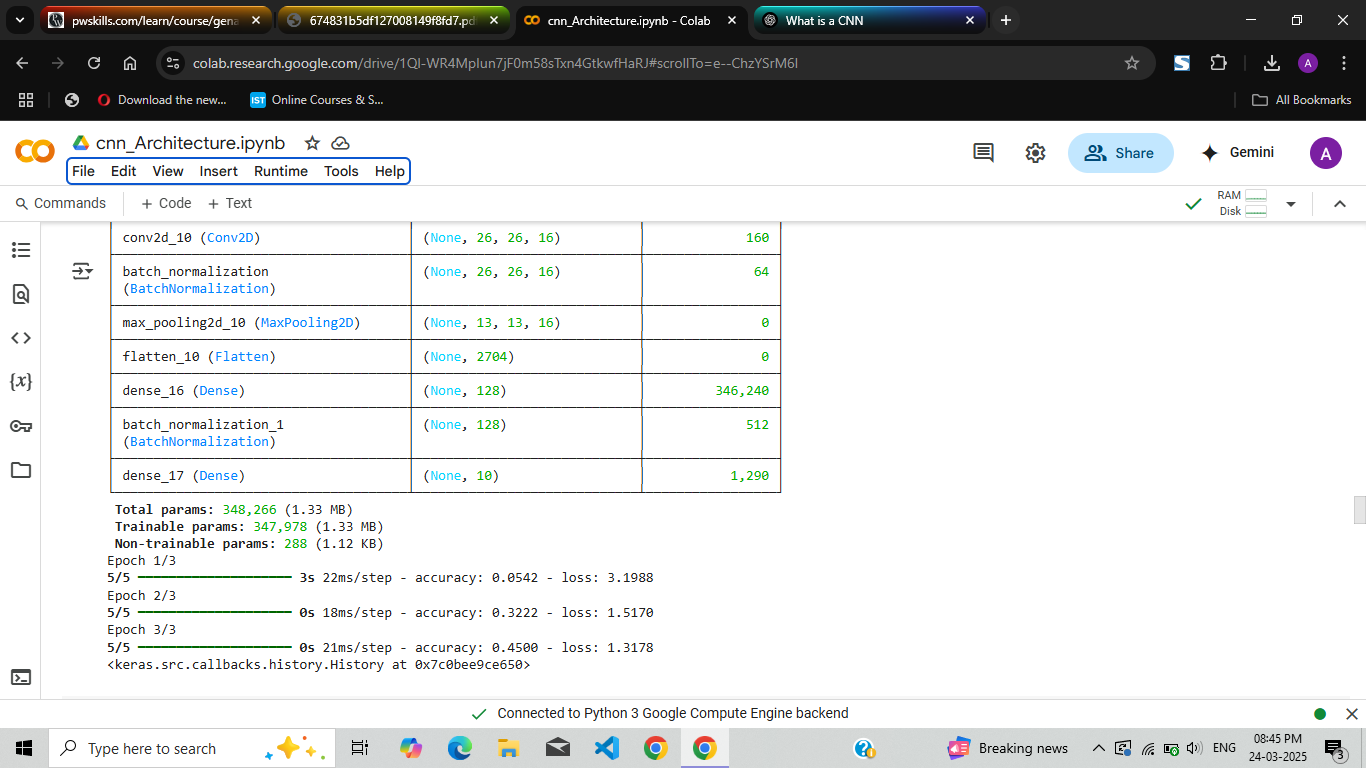 pwskills.com/learn/course/gena
674831b5df127008149f8fd7.pd
cnn_Architecture.ipynb - Colab
What is a CNN
colab.research.google.com/drive/1QI-WR4MpIun7jF0m58sTxn4GtkwfHaRJ#scrollTo=e--ChzYSrM6I
A
Download the new...
IST Online Courses & S...
All Bookmarks
cnn_Architecture.ipynb
File Edit View Insert Runtime Tools Help
Share
Gemini
A
Commands + Code + Text
RAM
Disk
conv2d_10 (Conv2D) (None, 26, 26, 16) 160
batch_normalization (None, 26, 26, 16) 64
(BatchNormalization)
max_pooling2d_10 (MaxPooling2D) (None, 13, 13, 16) 0
flatten_10 (Flatten) (None, 2704) 0
dense_16 (Dense) (None, 128) 346,240
batch_normalization_1 (None, 128) 512
(BatchNormalization)
dense_17 (Dense) (None, 10) 1,290
Total params: 348,266 (1.33 MB)
Trainable params: 347,978 (1.33 MB)
Non-trainable params: 288 (1.12 KB)
Epoch 1/3
5/5 ━━━━━━━━━━━━━━━━━━━━ 3s 22ms/step - accuracy: 0.0542 - loss: 3.1988
Epoch 2/3
5/5 ━━━━━━━━━━━━━━━━━━━━ 0s 18ms/step - accuracy: 0.3222 - loss: 1.5170
Epoch 3/3
5/5 ━━━━━━━━━━━━━━━━━━━━ 0s 21ms/step - accuracy: 0.4500 - loss: 1.3178
<keras.src.callbacks.history.History at 0x7c0bee9ce650>
Connected to Python 3 Google Compute Engine backend
Type here to search
Breaking news
ENG
08:45 PM
24-03-2025
3